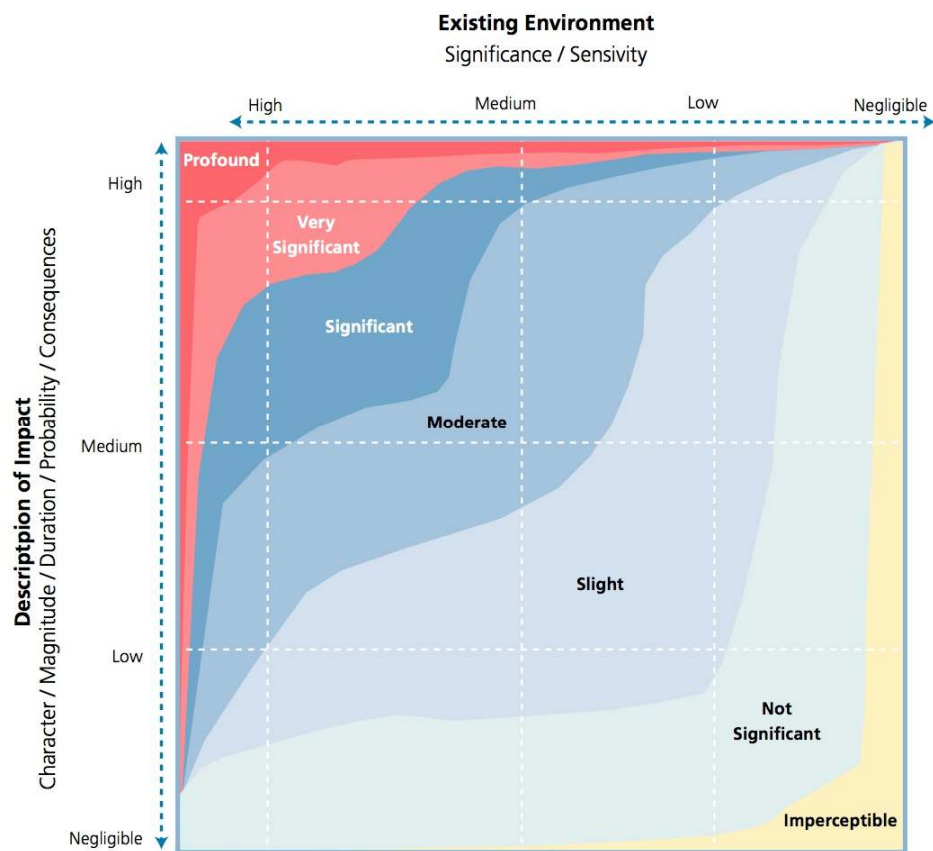 Existing Environment
Significance / Sensivity
High
Medium
Low
Negligible
Descriptpion of Impact
Character / Magnitude / Duration / Probability / Consequences
High
Medium
Low
Negligible
Profound
Very
Significant
Significant
Moderate
Slight
Not
Significant
Imperceptible